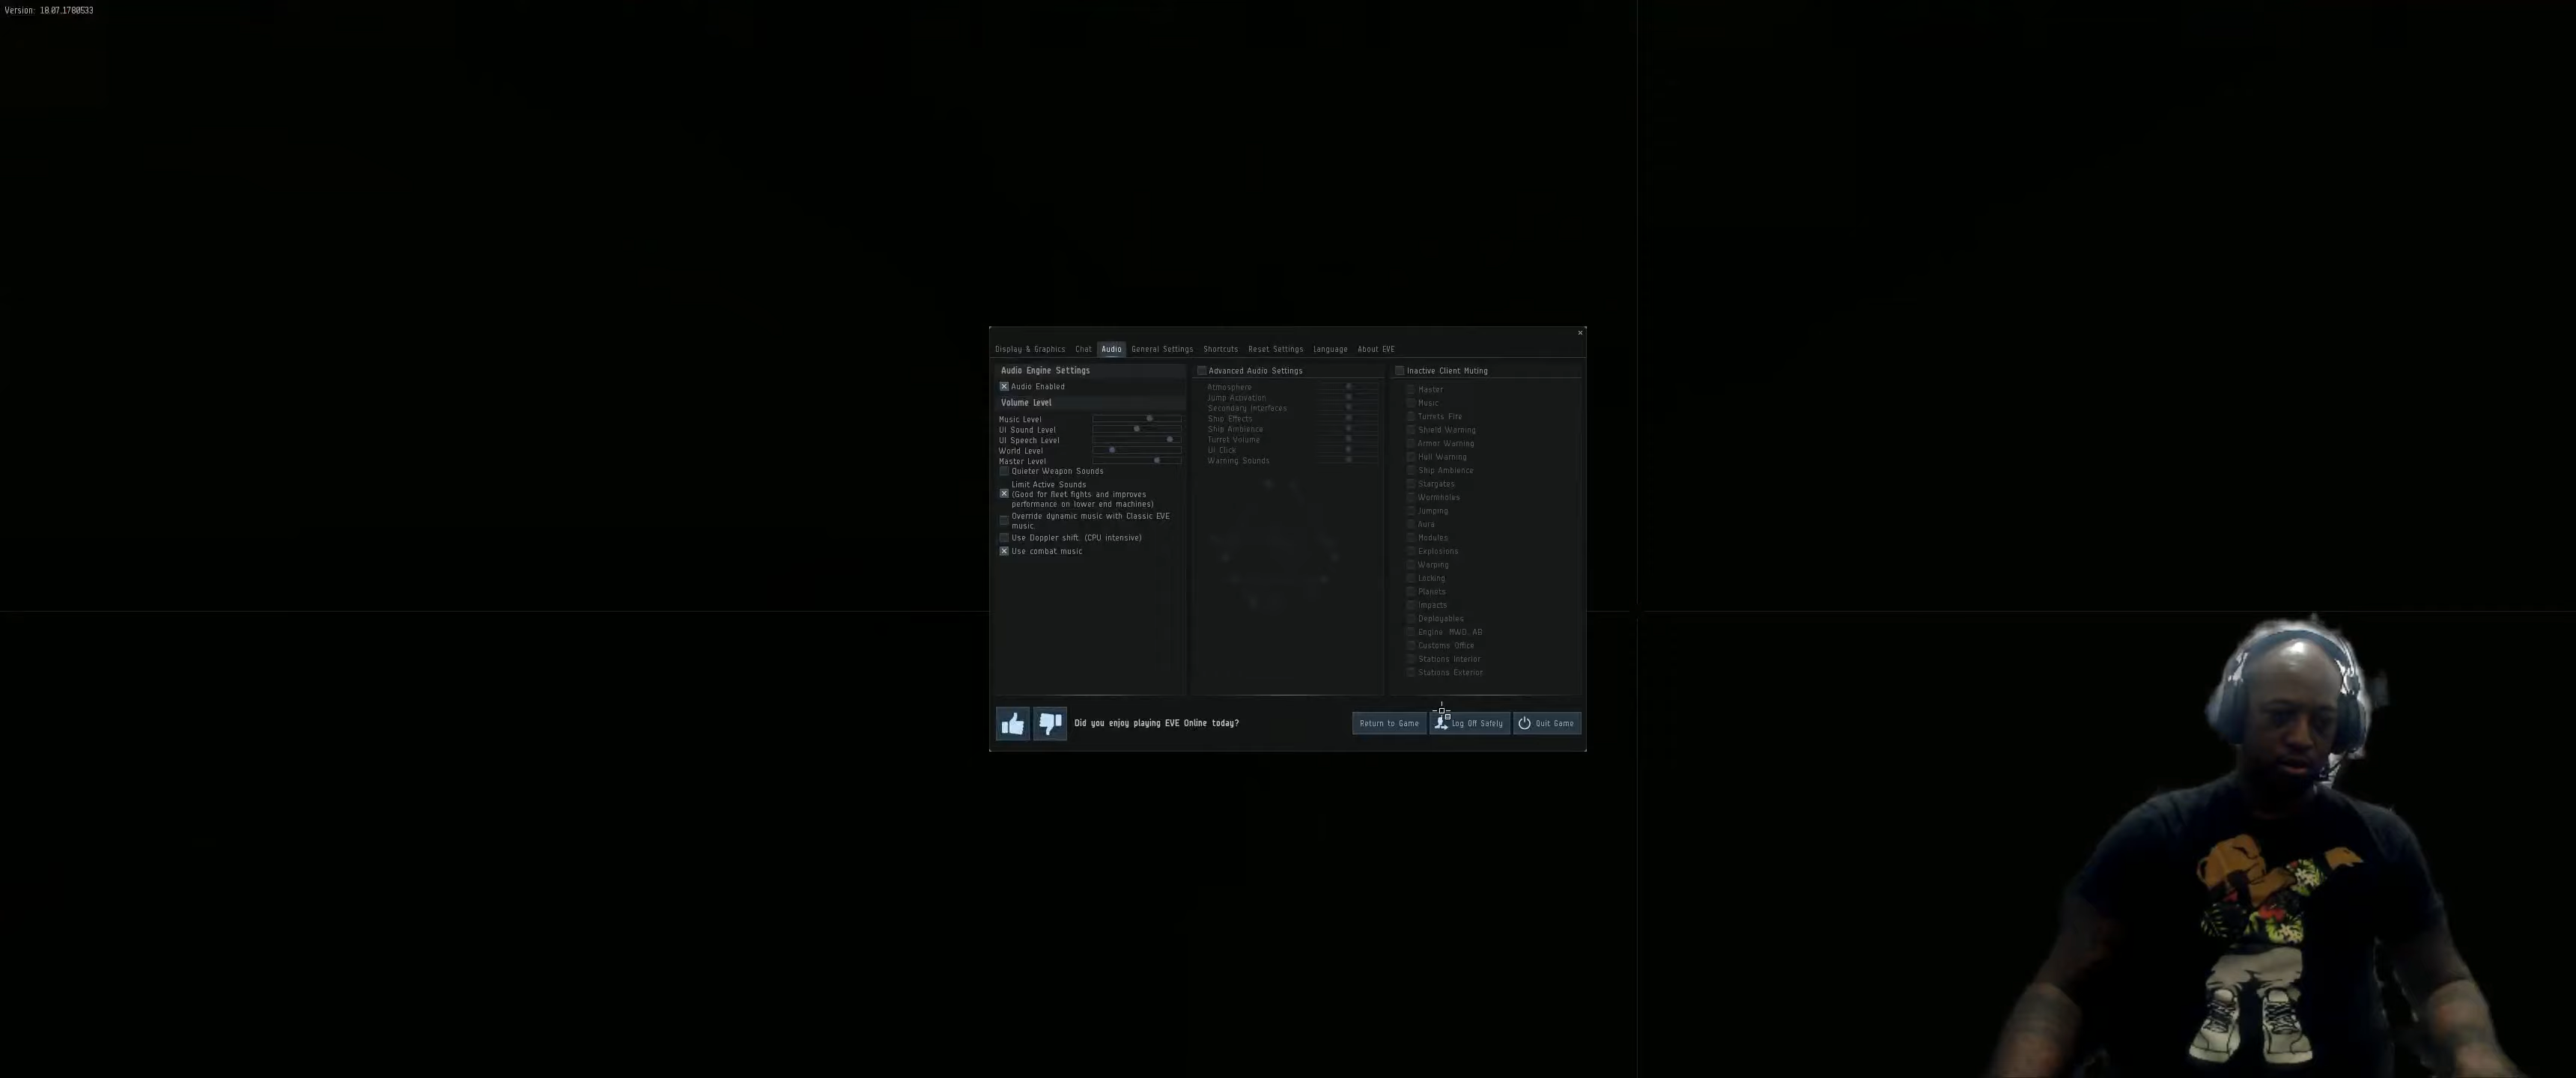 Version: 18.07.1780533
Display & Graphics Chat Audio General Settings Shortcuts Reset Settings Language About EVE
Audio Engine Settings
Audio Enabled
Volume Level
Music Level
UI Sound Level
UI Speech Level
World Level
Master Level
Quieter Weapon Sounds
Limit Active Sounds
(Good for fleet fights and improves
performance on lower end machines)
Override dynamic music with Classic EVE
music.
Use Doppler shift. (CPU intensive)
Use combat music
Advanced Audio Settings
Atmosphere
Jump Activation
Secondary Interfaces
Ship Effects
Ship Ambience
Turret Volume
UI Click
Warning Sounds
Inactive Client Muting
Master
Music
Turrets Fire
Shield Warning
Armor Warning
Hull Warning
Ship Ambience
Stargates
Wormholes
Jumping
Aura
Modules
Explosions
Warping
Locking
Planets
Impacts
Deployables
Engine, MWD, AB
Customs Office
Stations Interior
Stations Exterior
Did you enjoy playing EVE Online today?
Return to Game
Log Off Safely
Quit Game